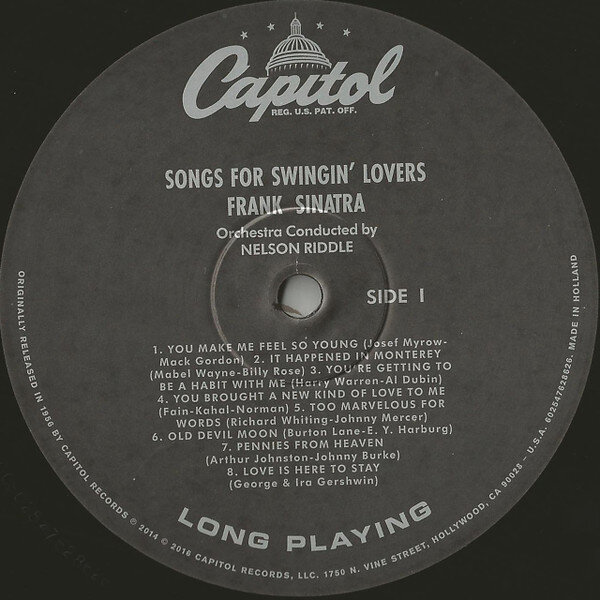 Capitol
REG. U.S. PAT. OFF.
SONGS FOR SWINGIN' LOVERS
FRANK SINATRA
Orchestra Conducted by
NELSON RIDDLE
SIDE 1
1. YOU MAKE ME FEEL SO YOUNG (Josef Myrow-
Mack Gordon) 2. IT HAPPENED IN MONTEREY
(Mabel Wayne-Billy Rose) 3. YOU'RE GETTING TO
BE A HABIT WITH ME (Harry Warren-Al Dubin)
4. YOU BROUGHT A NEW KIND OF LOVE TO ME
(Fain-Kahal-Norman) 5. TOO MARVELOUS FOR
WORDS (Richard Whiting-Johnny Mercer)
6. OLD DEVIL MOON (Burton Lane-E. Y. Harburg)
7. PENNIES FROM HEAVEN
(Arthur Johnston-Johnny Burke)
8. LOVE IS HERE TO STAY
(George & Ira Gershwin)
LONG PLAYING
ORIGINALLY RELEASED IN 1956 BY CAPITOL RECORDS ℗ 2014 © 2016 CAPITOL RECORDS, LLC. 1750 N. VINE STREET, HOLLYWOOD, CA 90028 - U.S.A. 602547628626. MADE IN HOLLAND